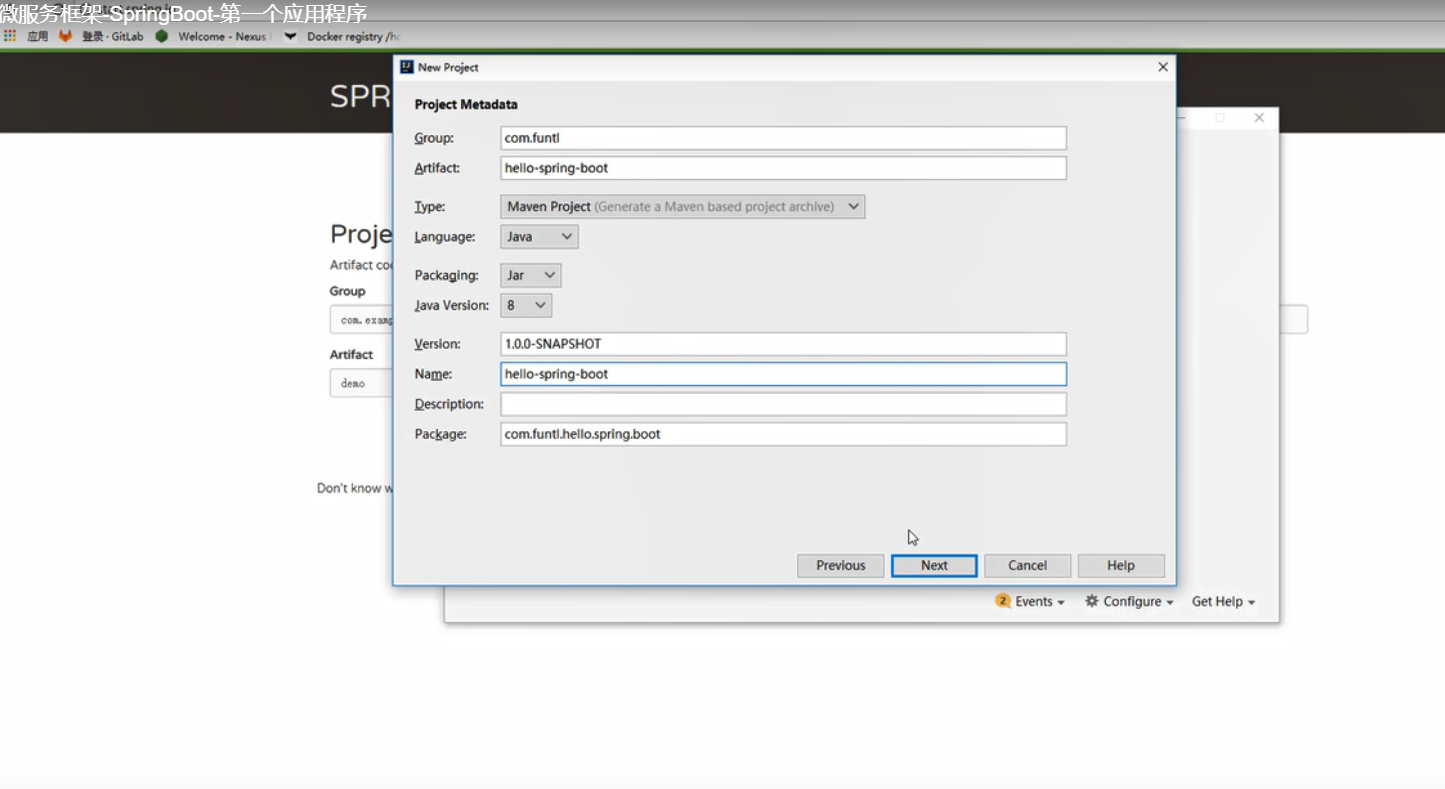 微服务框架-SpringBoot-第一个应用程序
应用 登录 · GitLab Welcome - Nexus Docker registry /h
SPR
New Project
Project Metadata
Group: com.funtl
Artifact: hello-spring-boot
Type: Maven Project (Generate a Maven based project archive)
Language: Java
Packaging: Jar
Java Version: 8
Version: 1.0.0-SNAPSHOT
Name: hello-spring-boot
Description:
Package: com.funtl.hello.spring.boot
Previous Next Cancel Help
Proje
Artifact coo
Group
com.examp
Artifact
demo
Don't know w
2 Events Configure Get Help